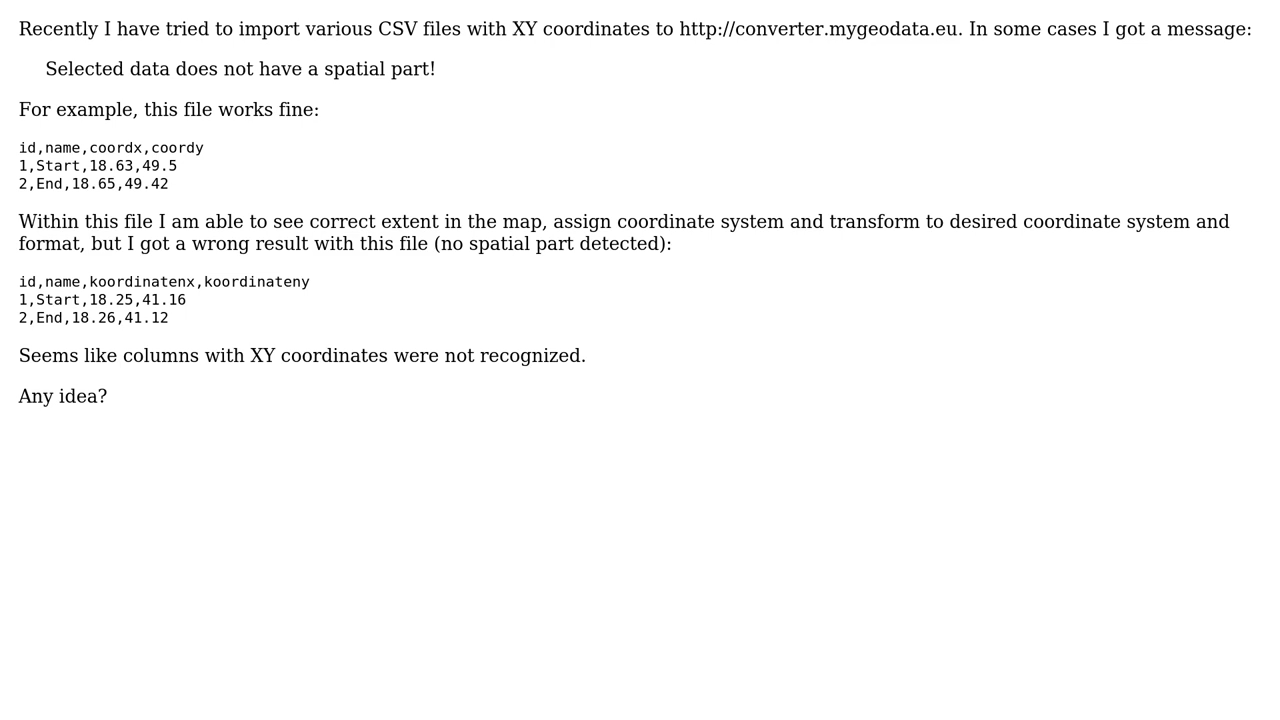 Recently I have tried to import various CSV files with XY coordinates to http://converter.mygeodata.eu. In some cases I got a message:
Selected data does not have a spatial part!
For example, this file works fine:
id,name,coordx,coordy
1,Start,18.63,49.5
2,End,18.65,49.42
Within this file I am able to see correct extent in the map, assign coordinate system and transform to desired coordinate system and
format, but I got a wrong result with this file (no spatial part detected):
id,name,koordinatenx,koordinateny
1,Start,18.25,41.16
2,End,18.26,41.12
Seems like columns with XY coordinates were not recognized.
Any idea?